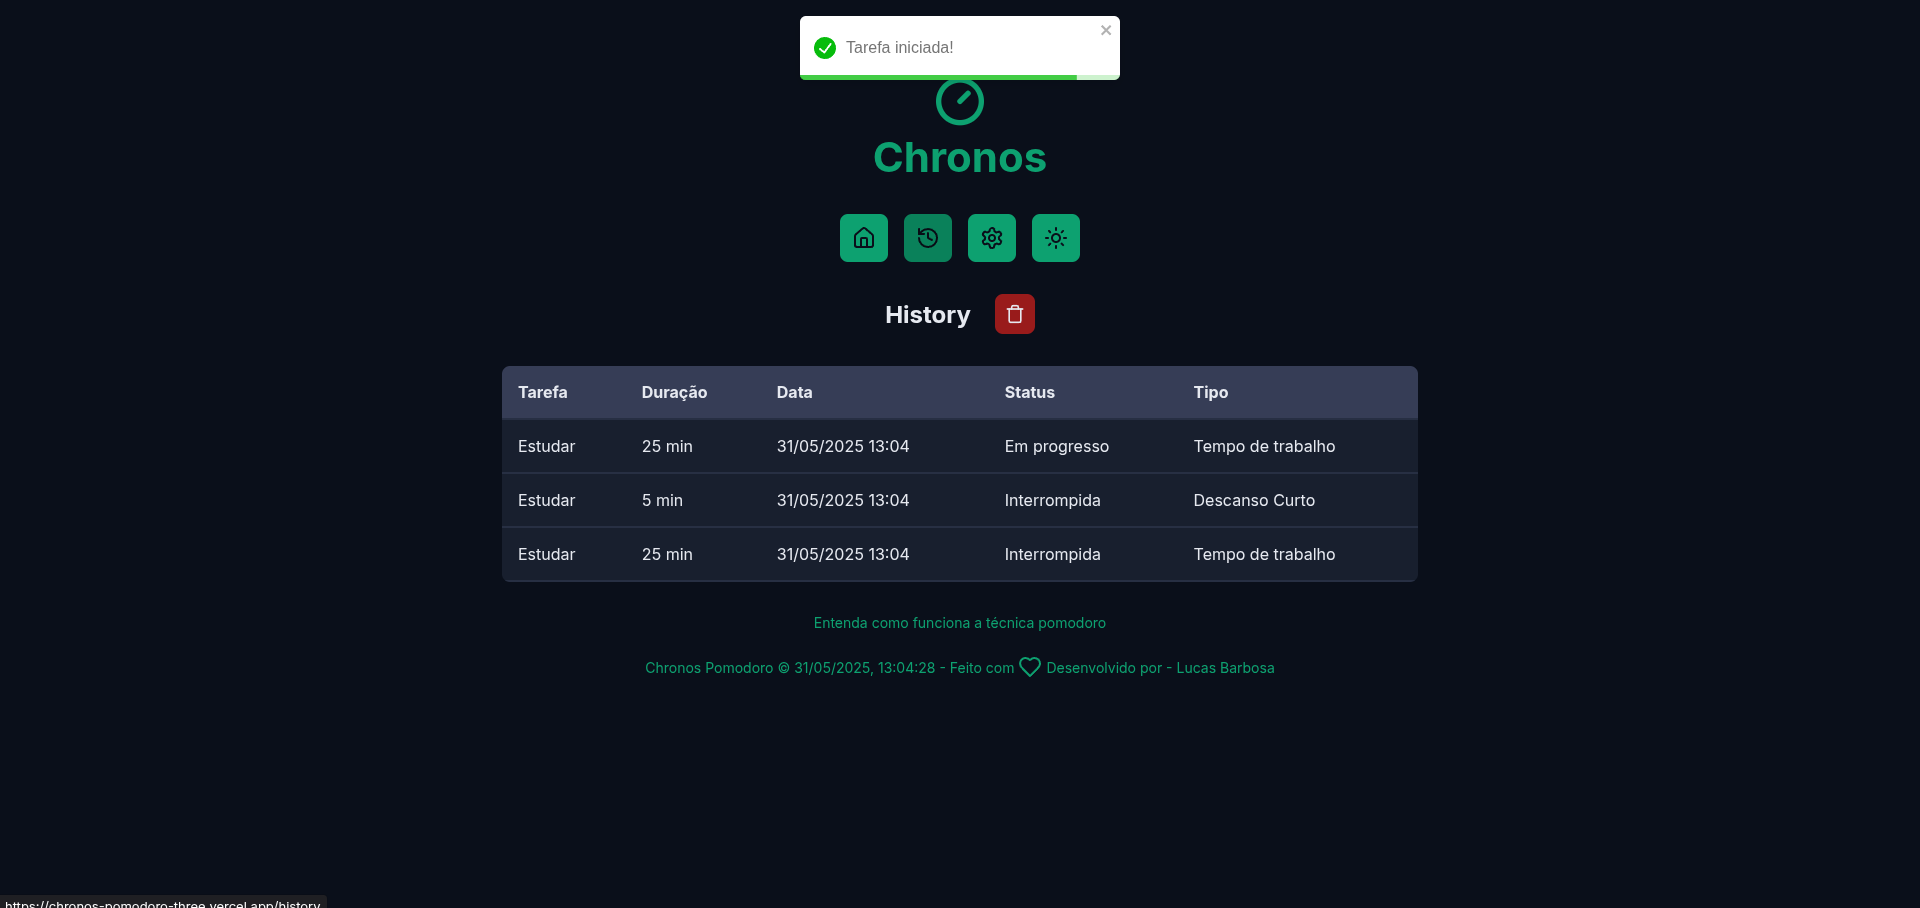 Tarefa iniciada!
Chronos
History
Tarefa Duração Data Status Tipo
Estudar 25 min 31/05/2025 13:04 Em progresso Tempo de trabalho
Estudar 5 min 31/05/2025 13:04 Interrompida Descanso Curto
Estudar 25 min 31/05/2025 13:04 Interrompida Tempo de trabalho
Entenda como funciona a técnica pomodoro
Chronos Pomodoro © 31/05/2025, 13:04:28 - Feito com Desenvolvido por - Lucas Barbosa
https://chronos-pomodoro-three.vercel.app/history